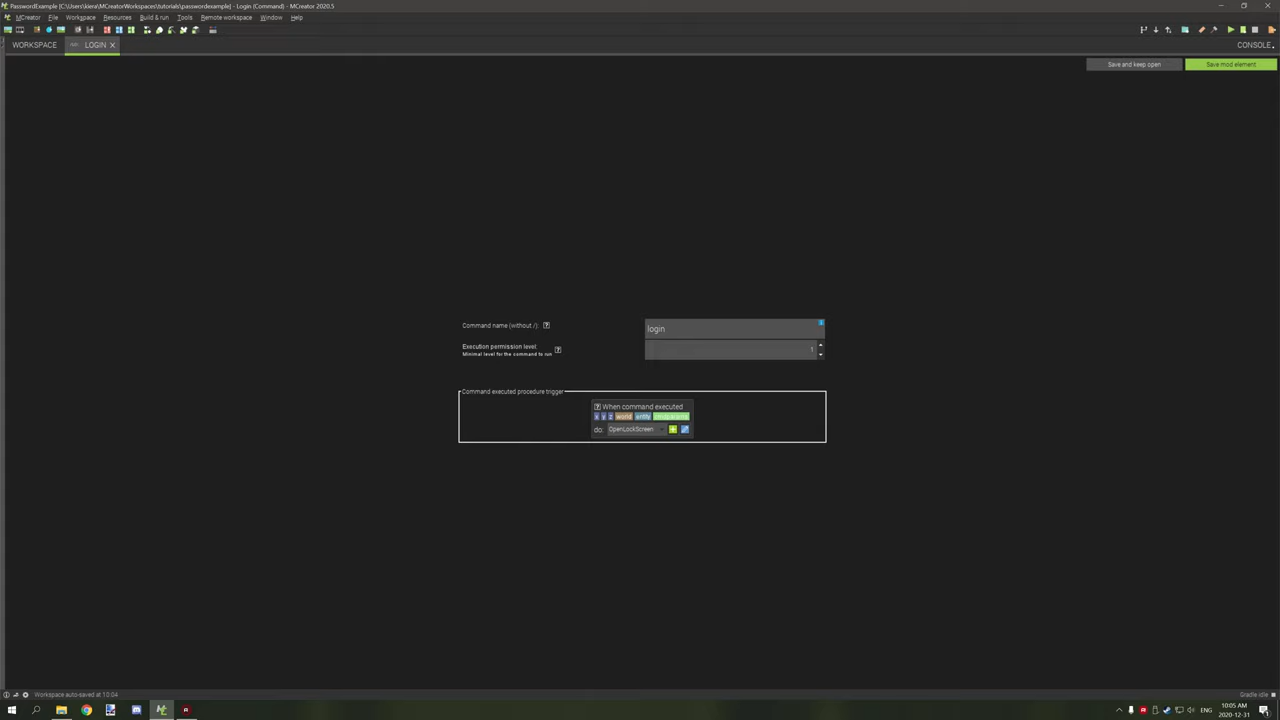 PasswordExample [C:\Users\kiera\MCreatorWorkspaces\tutorials\passwordexample] - Login (Command) - MCreator 2020.5
MCreator File Workspace Resources Build & run Tools Remote workspace Window Help
WORKSPACE LOGIN CONSOLE
Save and keep open Save mod element
Command name (without /): ? login
Execution permission level: ? 1
Minimal level for the command to run
Command executed procedure trigger
? When command executed
x y z world entity cmdparams
do: OpenLockScreen
Workspace auto-saved at 10:04 Gradle idle
10:05 AM
ENG
2020-12-31